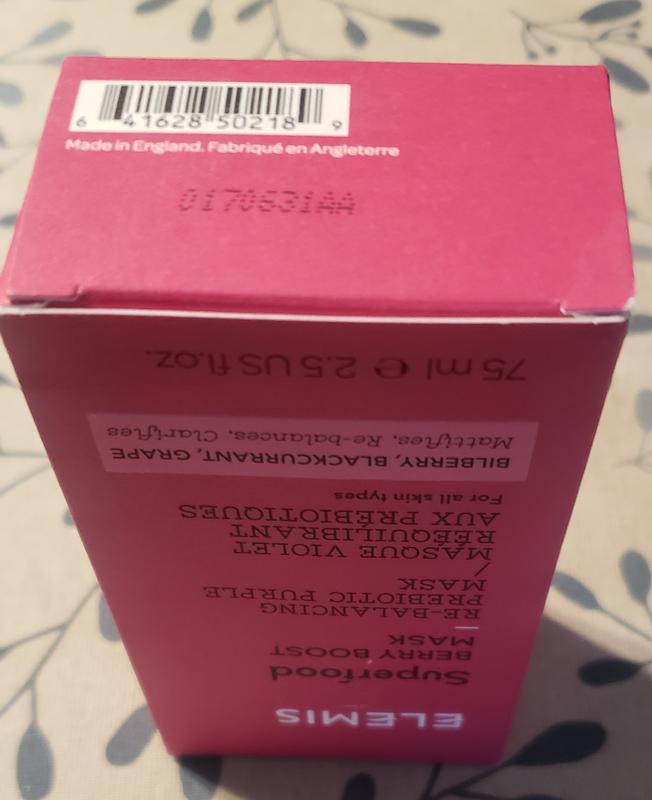 6 41628 50218 9
Made in England. Fabriqué en Angleterre
0170631AA
ELEMIS
Superfood
BERRY BOOST
MASK
RE-BALANCING
PREBIOTIC PURPLE
MASK
/
MASQUE VIOLET
RÉÉQUILIBRANT
AUX PRÉBIOTIQUES
For all skin types
BILBERRY, BLACKCURRANT, GRAPE
Mattifies, Re-balances, Clarifies
75 ml ℮ 2.5 US fl.oz.